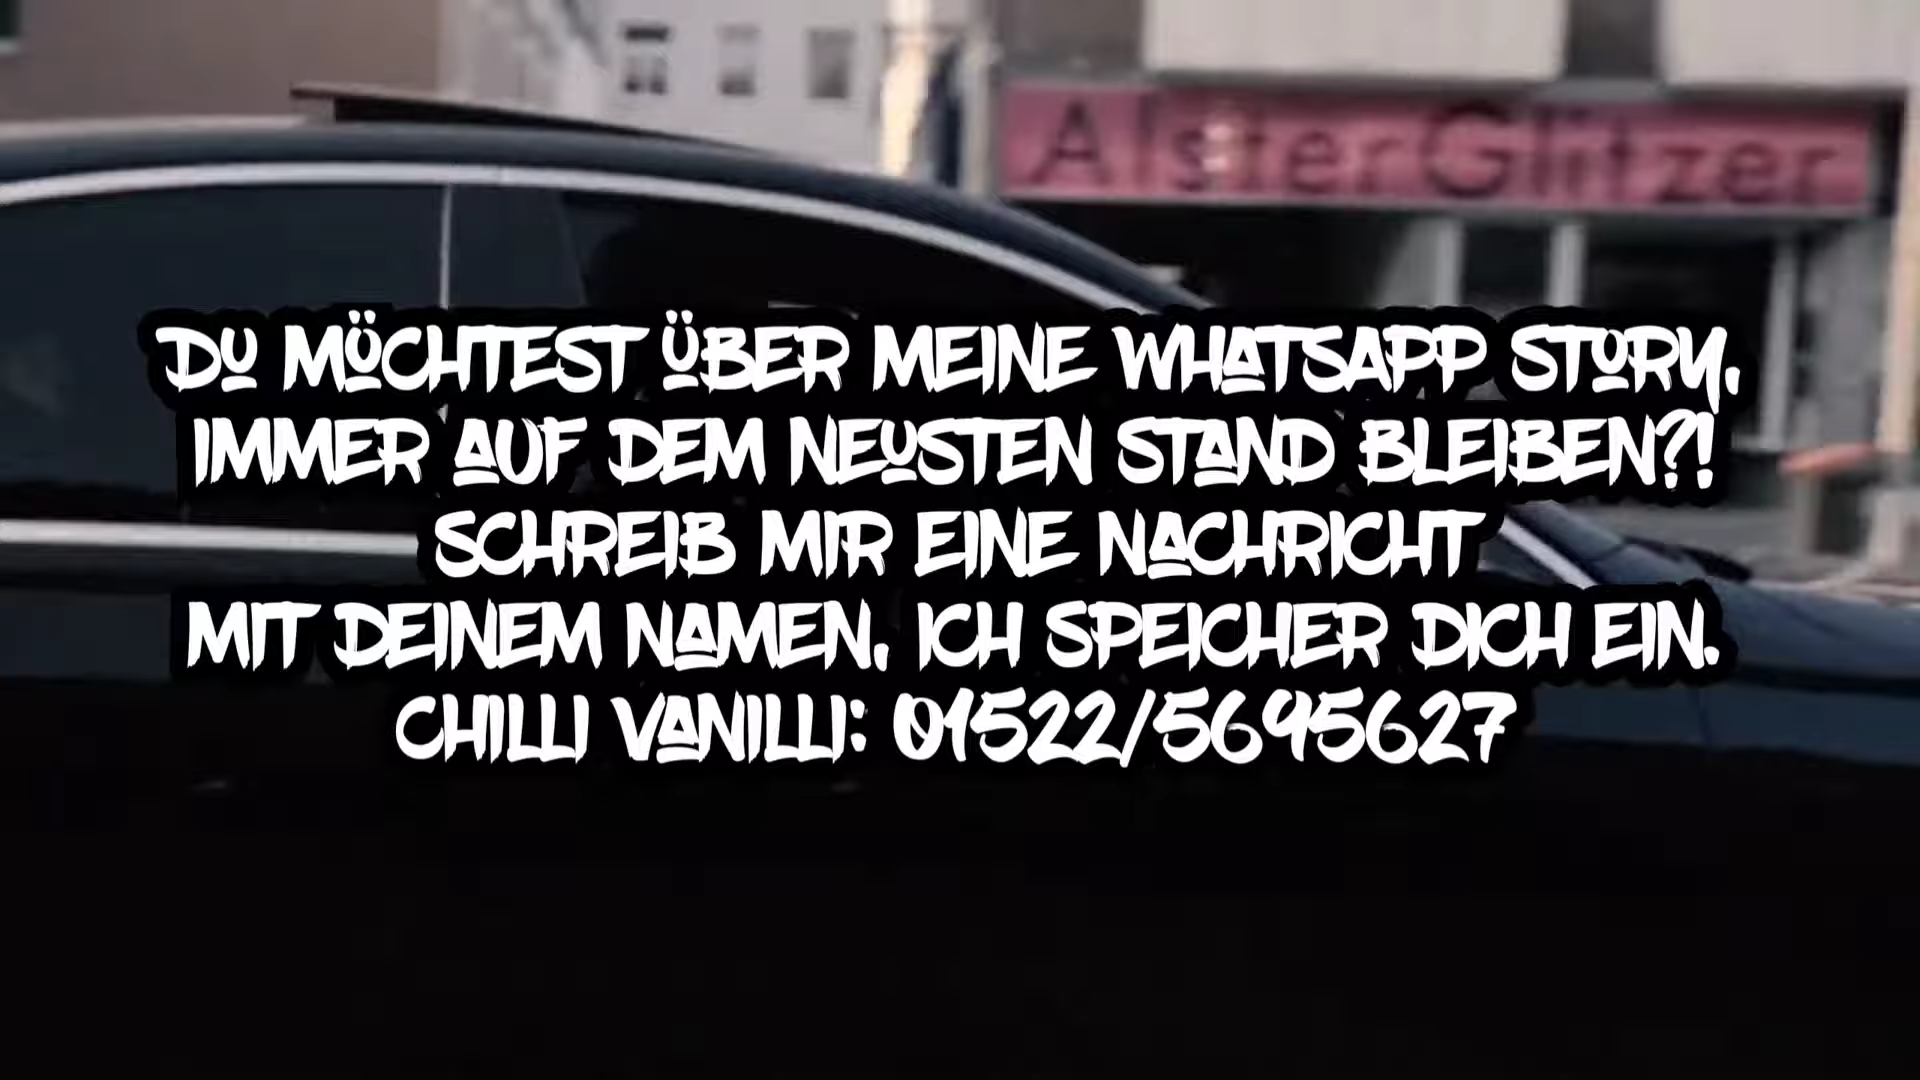 AlsterGlitzer
DU MÖCHTEST ÜBER MEINE WHATSAPP STORY,
IMMER AUF DEM NEUSTEN STAND BLEIBEN?!
SCHREIB MIR EINE NACHRICHT
MIT DEINEM NAMEN, ICH SPEICHER DICH EIN.
CHILLI VANILLI: 01522/5695627